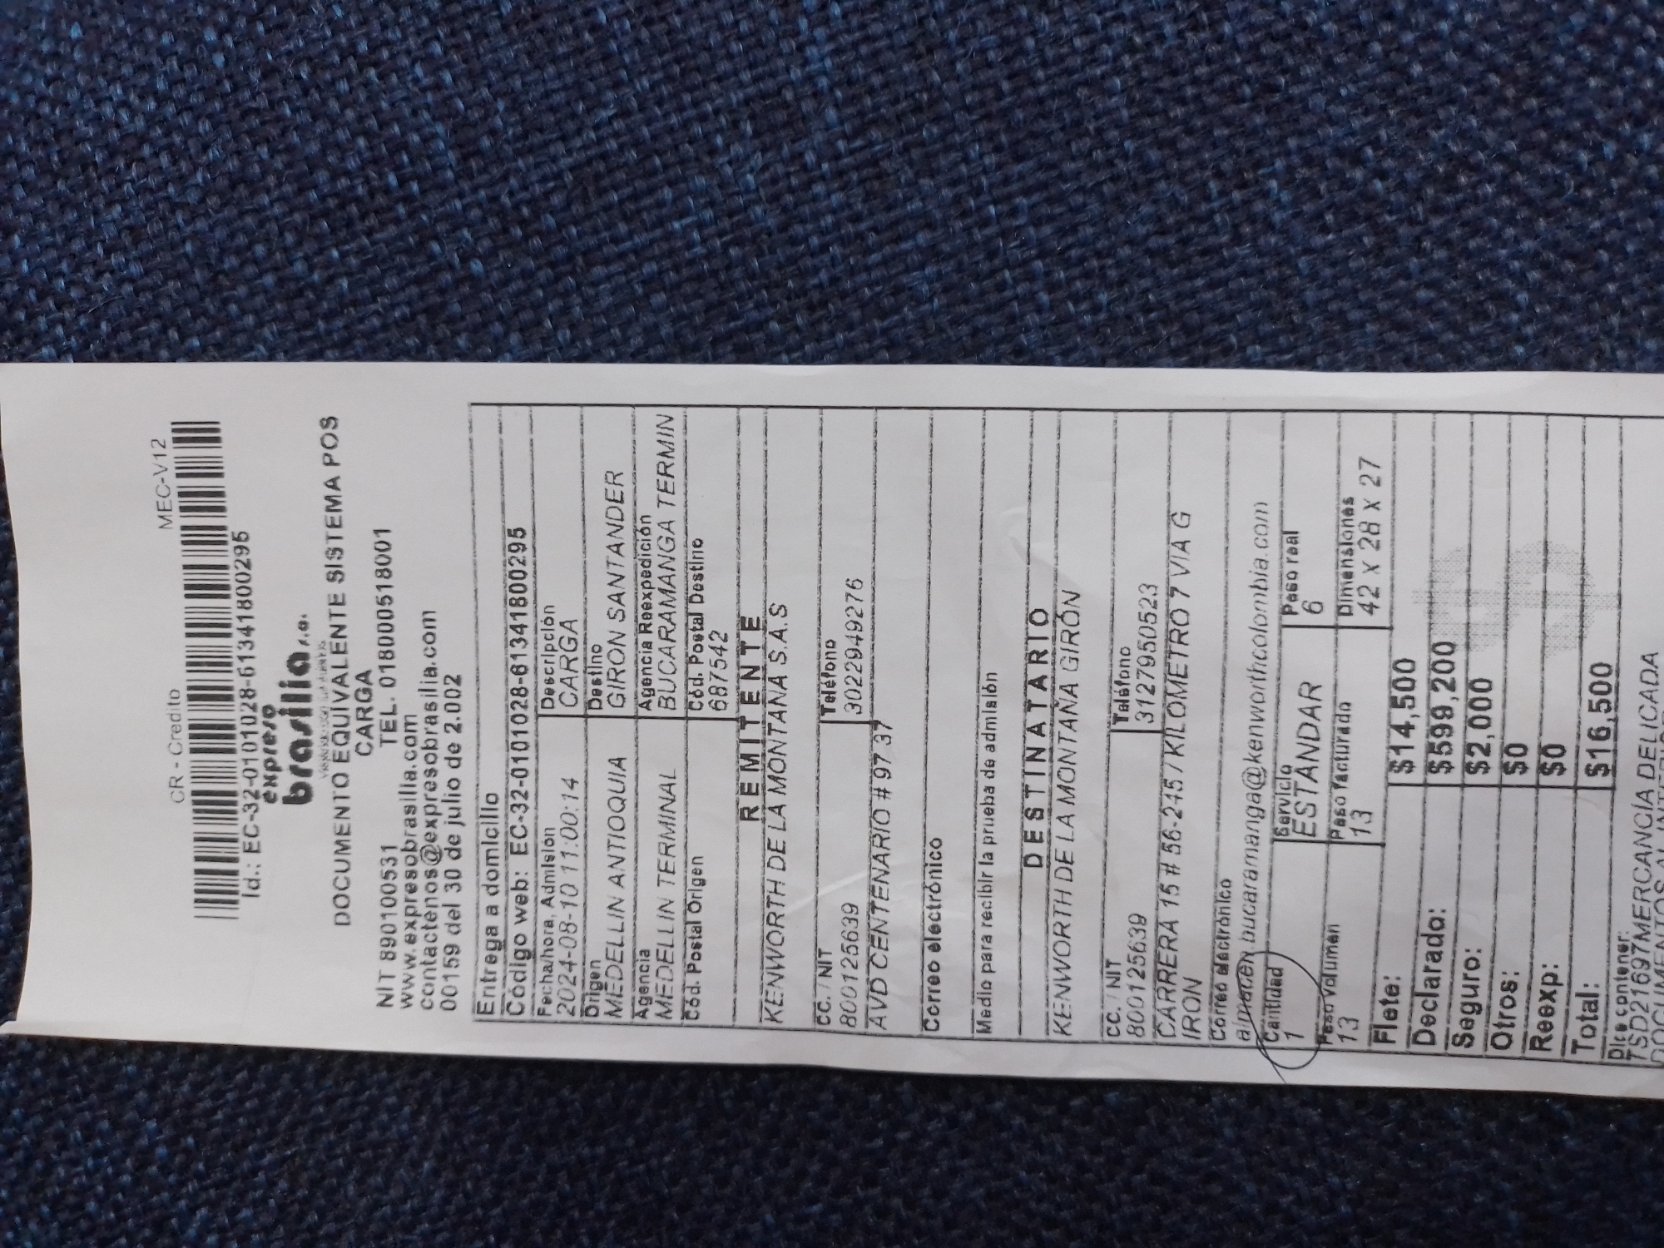 MEC-V12
CR - Credito
Id.: EC-32-0101028-61341800295
expreso
brasilia s.a.
DOCUMENTO EQUIVALENTE SISTEMA POS
CARGA
NIT 890100531 TEL. 018000518001
www.expresobrasilia.com
contactenos@expresobrasilia.com
00159 del 30 de julio de 2.002
Entrega a domicilio
Código web: EC-32-0101028-6134180​0295
Fecha/hora, Admisión Descripción
2024-08-10 11:00:14 CARGA
Origen Destino
MEDELLIN ANTIOQUIA GIRON SANTANDER
Agencia Agencia Reexpedición
MEDELLIN TERMINAL BUCARAMANGA TERMIN
Cód. Postal Origen Cód. Postal Destino
687542
REMITENTE
KENWORTH DE LA MONTANA S.A.S
CC. / NIT Teléfono
800125639 3022949276
AVD CENTENARIO # 97 37
Correo electrónico
Medio para recibir la prueba de admisión
DESTINATARIO
KENWORTH DE LA MONTAÑA GIRÓN
CC. / NIT Teléfono
800125639 3127950523
CARRERA 15 # 56-245 / KILOMETRO 7 VIA G
IRON
Correo electrónico
almacen.bucaramanga@kenworthcolombia.com
Cantidad Servicio Peso real
1 ESTÁNDAR 6
Peso volumen Peso facturado Dimensiones
13 13 42 x 28 x 27
Flete: $14,500
Declarado: $599,200
Seguro: $2,000
Otros: $0
Reexp: $0
Total: $16,500
Dice contener:
TSD21697MERCANCÍA DELICADA
DOCUMENTOS AL